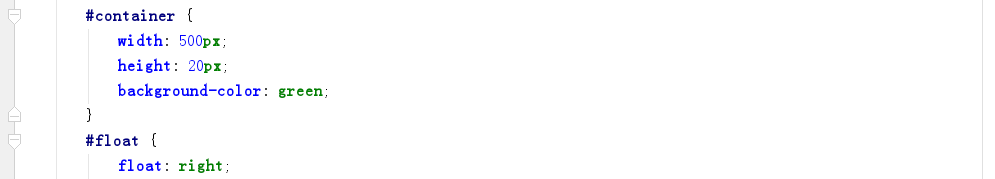 #container {
width: 500px;
height: 20px;
background-color: green;
}
#float {
float: right;